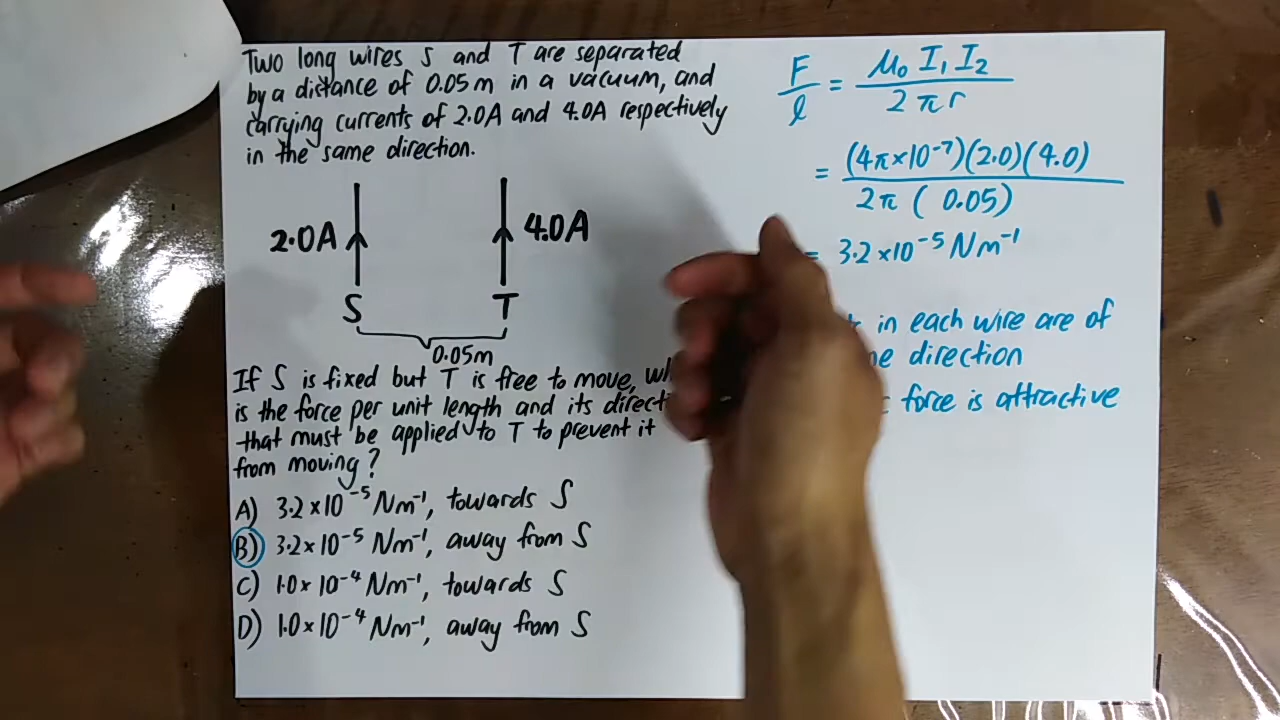 Two long wires S and T are separated
by a distance of 0.05m in a vacuum, and
carrying currents of 2.0A and 4.0A respectively
in the same direction.
2.0A
4.0A
S
T
0.05m
If S is fixed but T is free to move,
is the force per unit length and its
that must be applied to T to prevent it
from moving?
A) 3.2×10⁻⁵ Nm⁻¹, towards S
B) 3.2×10⁻⁵ Nm⁻¹, away from S
C) 1.0×10⁻⁴ Nm⁻¹, towards S
D) 1.0×10⁻⁴ Nm⁻¹, away from S
F/l = μ₀ I₁ I₂ / 2πr
= (4π×10⁻⁷)(2.0)(4.0) / 2π(0.05)
= 3.2×10⁻⁵ Nm⁻¹
in each wire are of
direction
force is attractive